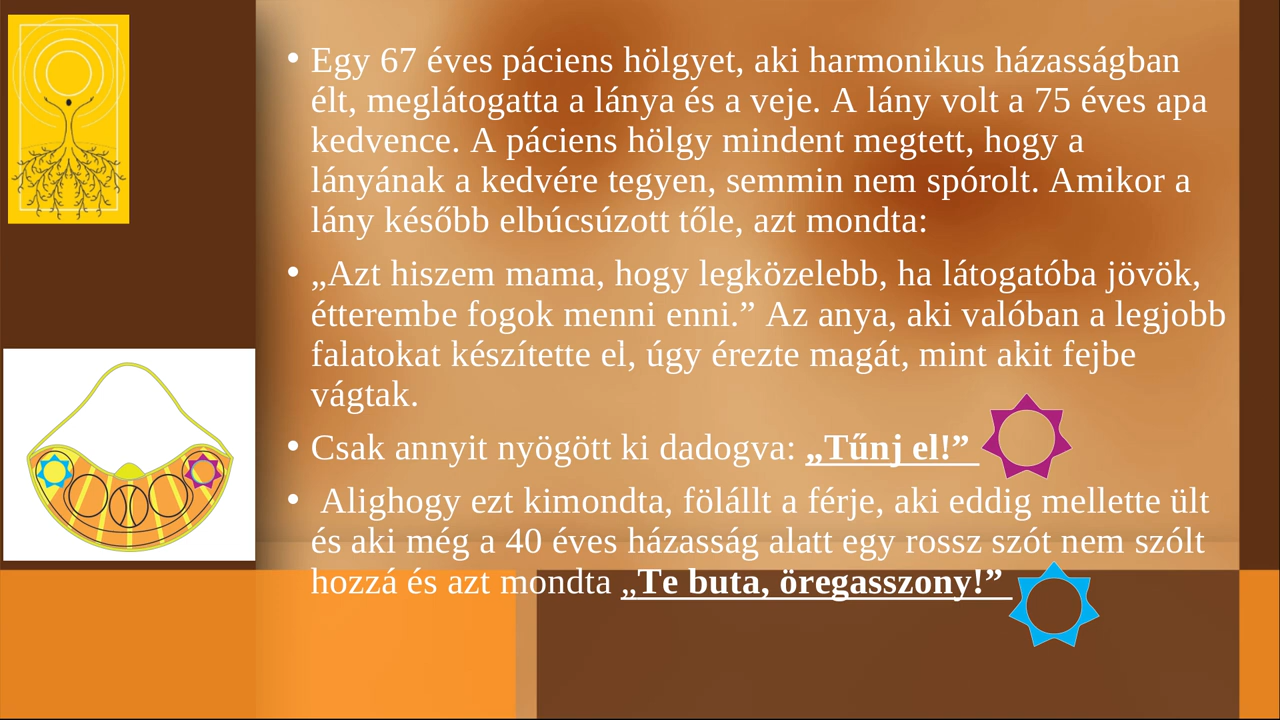 • Egy 67 éves páciens hölgyet, aki harmonikus házasságban
élt, meglátogatta a lánya és a veje. A lány volt a 75 éves apa
kedvence. A páciens hölgy mindent megtett, hogy a
lányának a kedvére tegyen, semmin nem spórolt. Amikor a
lány később elbúcsúzott tőle, azt mondta:
• „Azt hiszem mama, hogy legközelebb, ha látogatóba jövök,
étterembe fogok menni enni.” Az anya, aki valóban a legjobb
falatokat készítette el, úgy érezte magát, mint akit fejbe
vágtak.
• Csak annyit nyögött ki dadogva: „Tűnj el!”
• Alighogy ezt kimondta, fölállt a férje, aki eddig mellette ült
és aki még a 40 éves házasság alatt egy rossz szót nem szólt
hozzá és azt mondta „Te buta, öregasszony!”